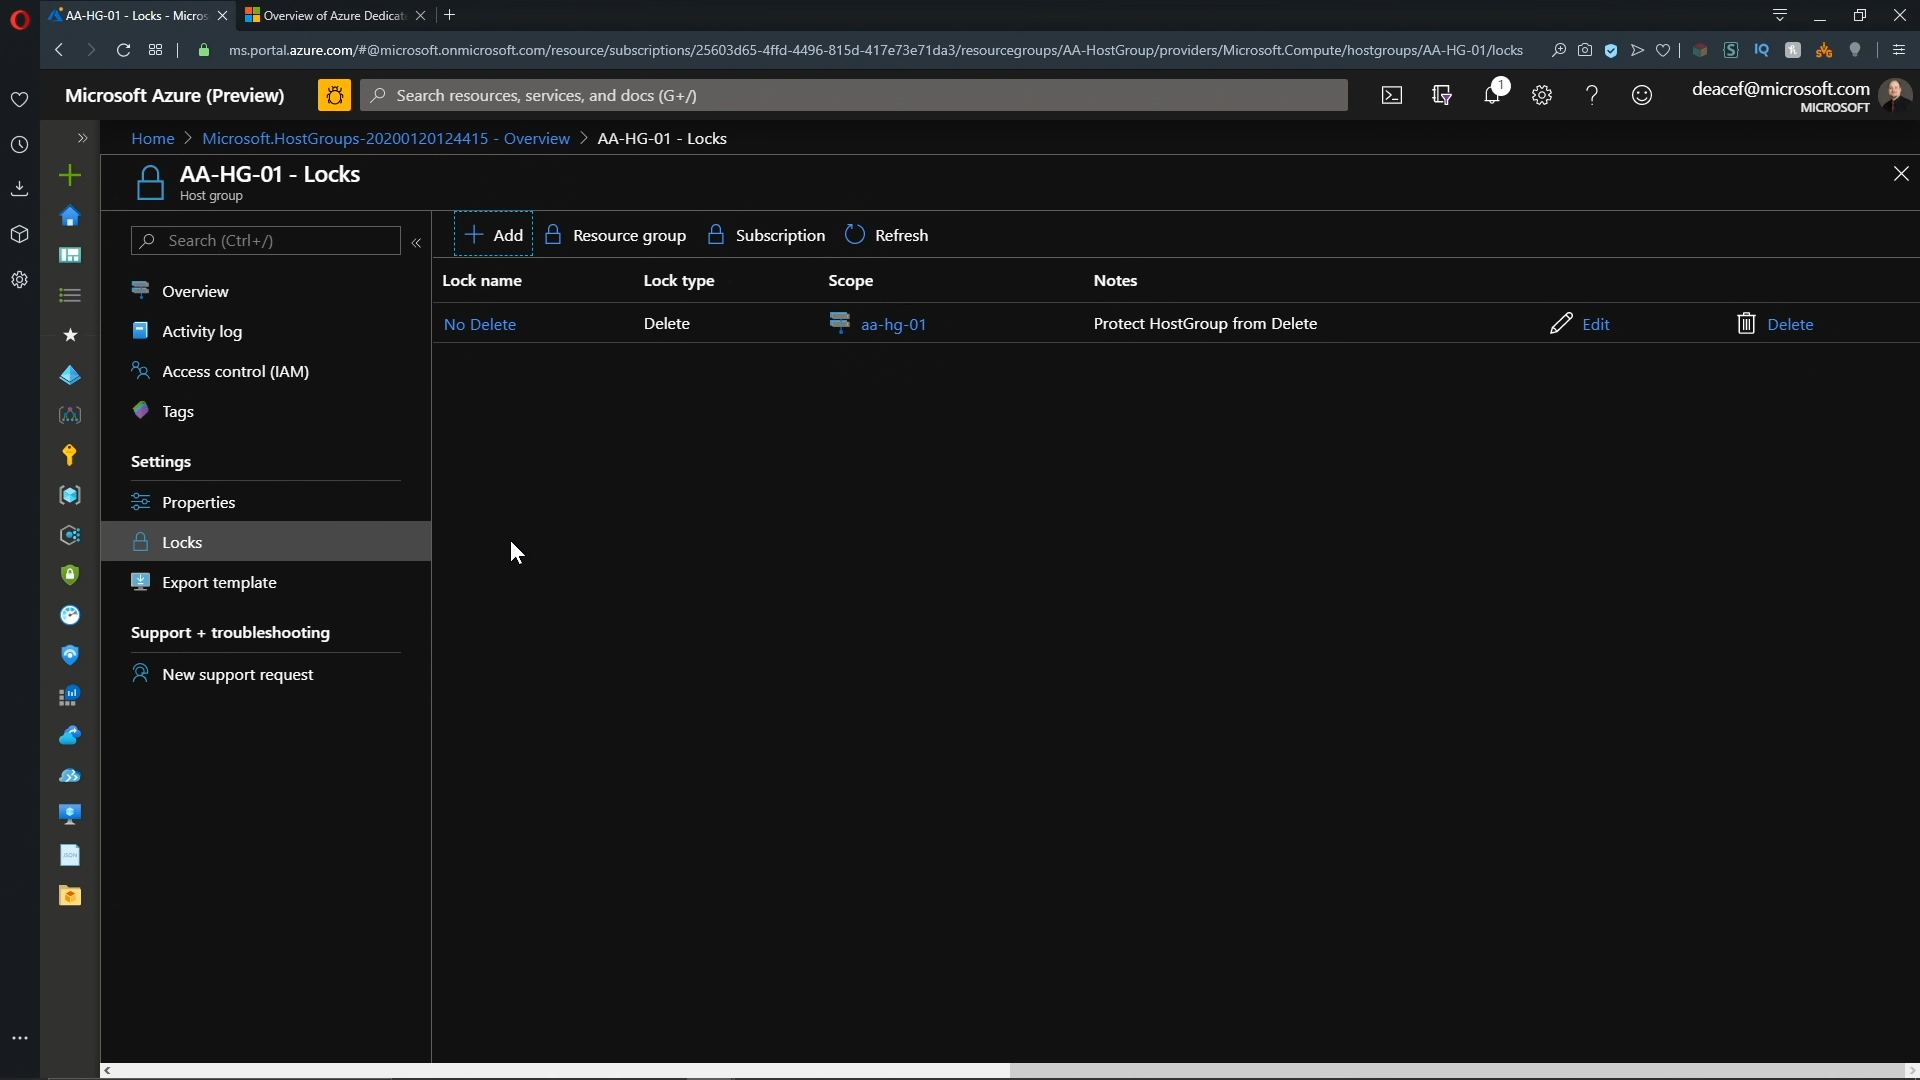 AA-HG-01 - Locks - Micros
Overview of Azure Dedicat
ms.portal.azure.com/#@microsoft.onmicrosoft.com/resource/subscriptions/25603d65-4ffd-4496-815d-417e73e71da3/resourcegroups/AA-HostGroup/providers/Microsoft.Compute/hostgroups/AA-HG-01/locks
Microsoft Azure (Preview)
Search resources, services, and docs (G+/)
1
deacef@microsoft.com
MICROSOFT
Home > Microsoft.HostGroups-20200120124415 - Overview > AA-HG-01 - Locks
AA-HG-01 - Locks
Host group
Search (Ctrl+/)
Overview
Activity log
Access control (IAM)
Tags
Settings
Properties
Locks
Export template
Support + troubleshooting
New support request
Add Resource group Subscription Refresh
Lock name Lock type Scope Notes
No Delete Delete aa-hg-01 Protect HostGroup from Delete Edit Delete